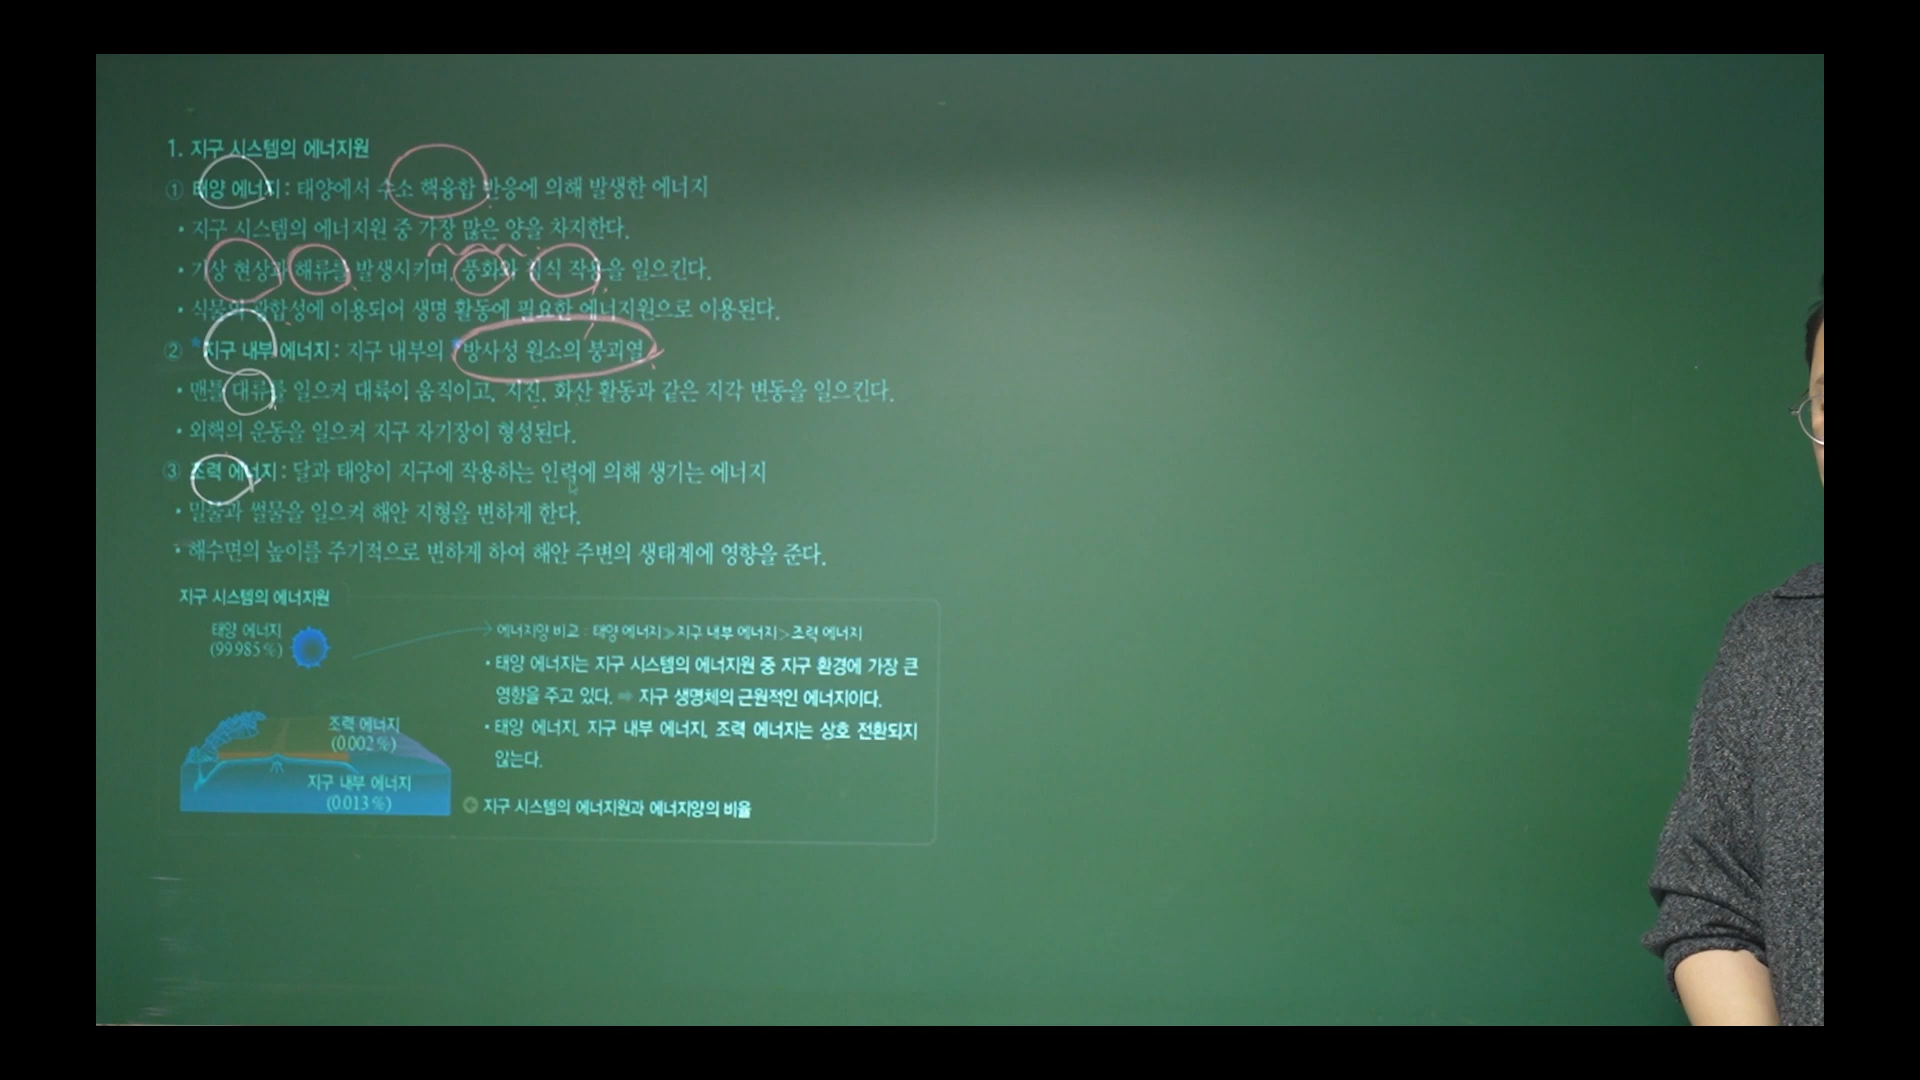 1. 지구 시스템의 에너지원
① 태양 에너지 : 태양에서 수소 핵융합 반응에 의해 발생한 에너지
• 지구 시스템의 에너지원 중 가장 많은 양을 차지한다.
• 기상 현상과 해류를 발생시키며, 풍화와 침식 작용을 일으킨다.
• 식물의 광합성에 이용되어 생명 활동에 필요한 에너지원으로 이용된다.
② *지구 내부 에너지 : 지구 내부의 *방사성 원소의 붕괴열
• 맨틀 대류를 일으켜 대륙이 움직이고, 지진, 화산 활동과 같은 지각 변동을 일으킨다.
• 외핵의 운동을 일으켜 지구 자기장이 형성된다.
③ 조력 에너지 : 달과 태양이 지구에 작용하는 인력에 의해 생기는 에너지
• 밀물과 썰물을 일으켜 해안 지형을 변하게 한다.
• 해수면의 높이를 주기적으로 변하게 하여 해안 주변의 생태계에 영향을 준다.
지구 시스템의 에너지원
태양 에너지
(99.985 %)
조력 에너지
(0.002 %)
지구 내부 에너지
(0.013 %)
에너지양 비교 : 태양 에너지≫지구 내부 에너지>조력 에너지
• 태양 에너지는 지구 시스템의 에너지원 중 지구 환경에 가장 큰
영향을 주고 있다. ➡ 지구 생명체의 근원적인 에너지이다.
• 태양 에너지, 지구 내부 에너지, 조력 에너지는 상호 전환되지
않는다.
지구 시스템의 에너지원과 에너지양의 비율